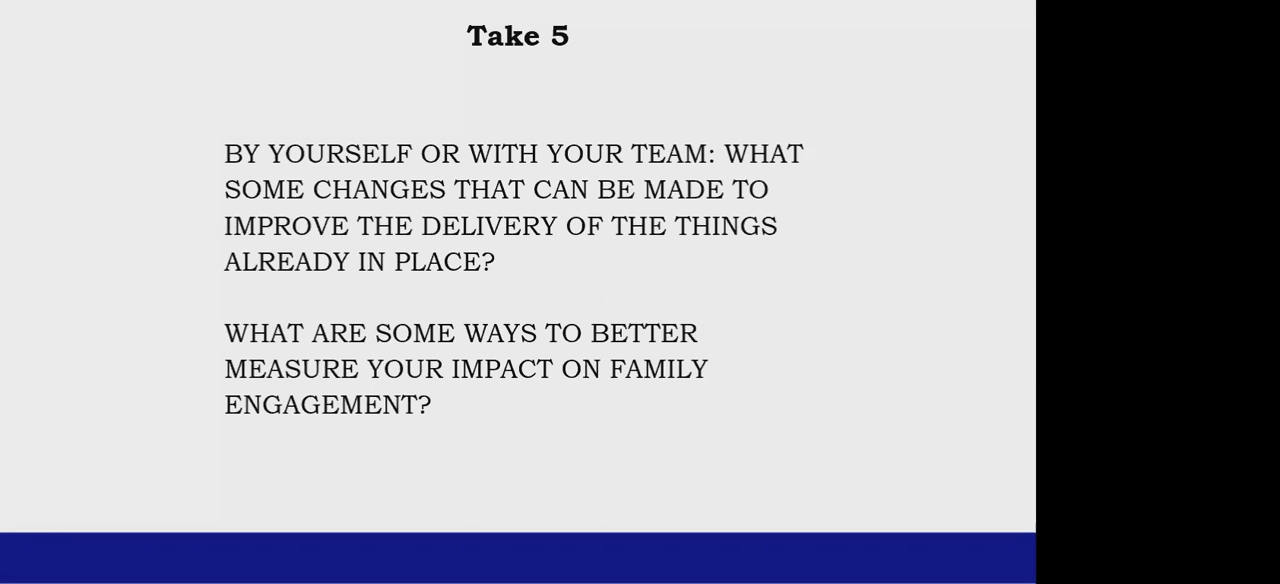 Take 5
BY YOURSELF OR WITH YOUR TEAM: WHAT
SOME CHANGES THAT CAN BE MADE TO
IMPROVE THE DELIVERY OF THE THINGS
ALREADY IN PLACE?
WHAT ARE SOME WAYS TO BETTER
MEASURE YOUR IMPACT ON FAMILY
ENGAGEMENT?